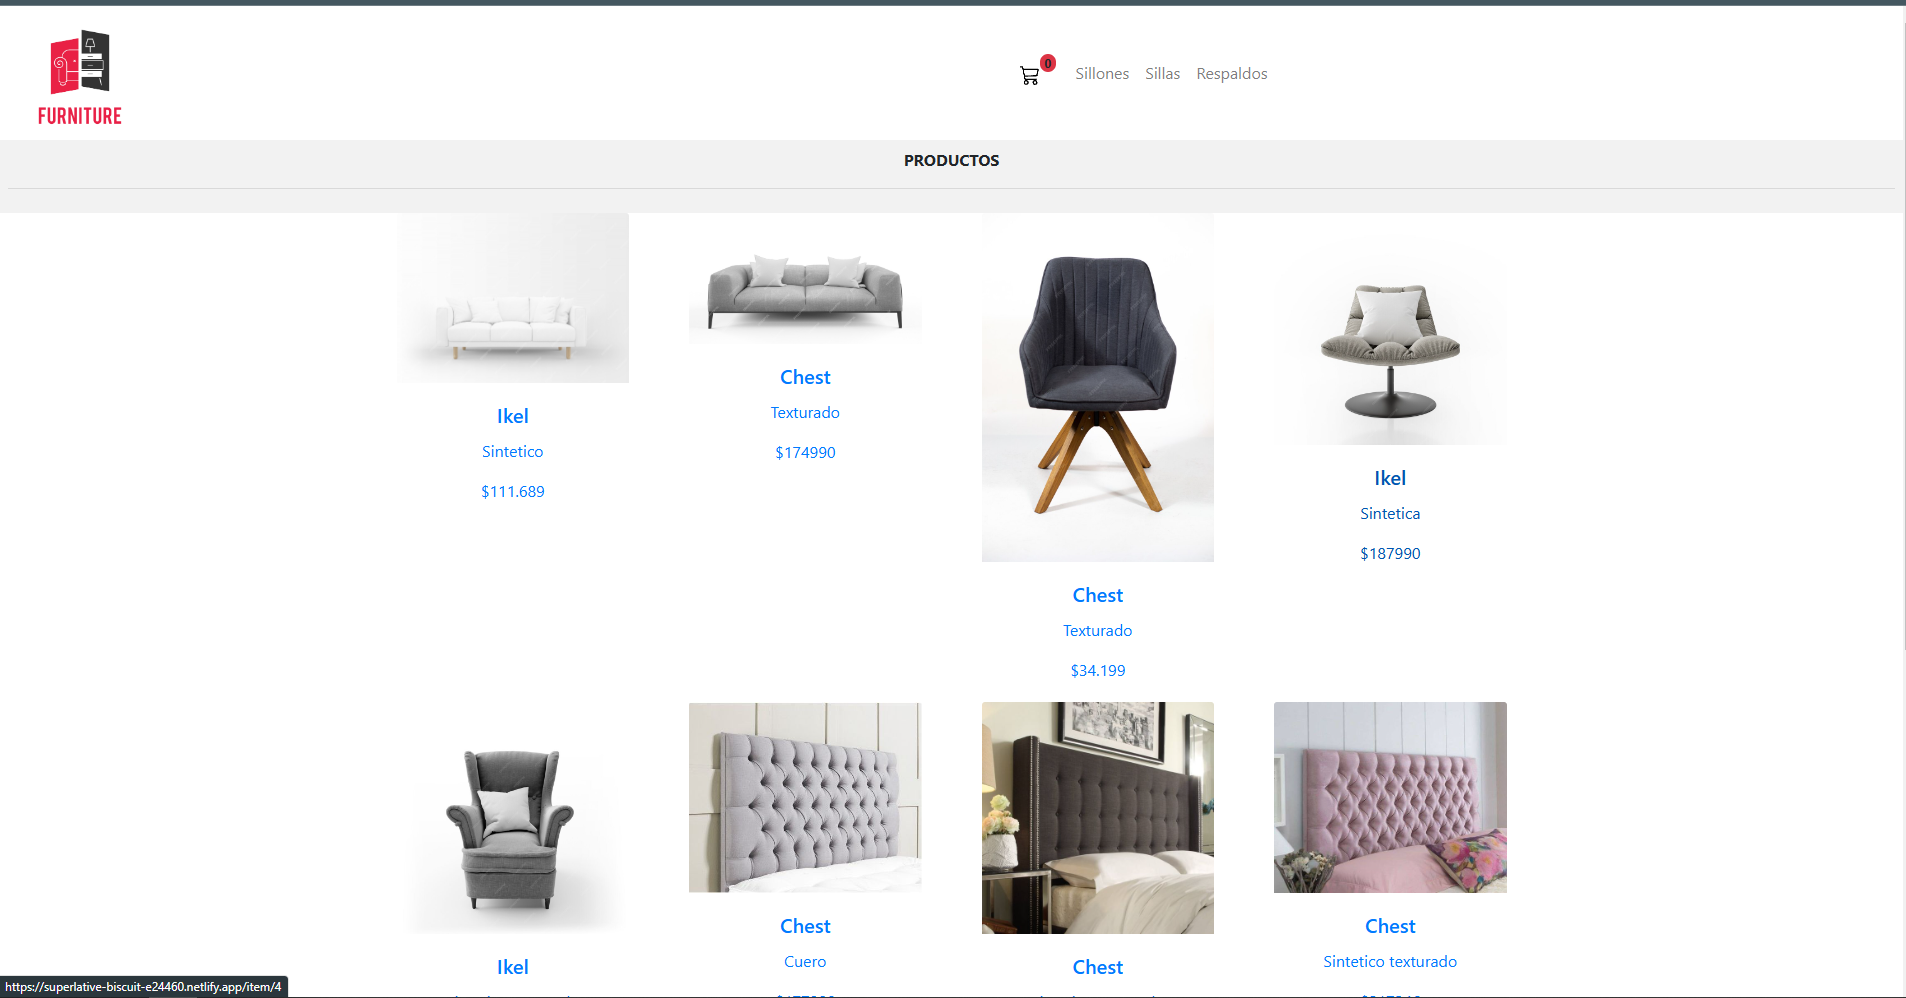 FURNITURE
0
Sillones Sillas Respaldos
PRODUCTOS
Ikel
Sintetico
$111.689
Chest
Texturado
$174990
Chest
Texturado
$34.199
Ikel
Sintetica
$187990
Ikel
Chest
Cuero
Chest
Chest
Sintetico texturado
https://superlative-biscuit-e24460.netlify.app/item/4